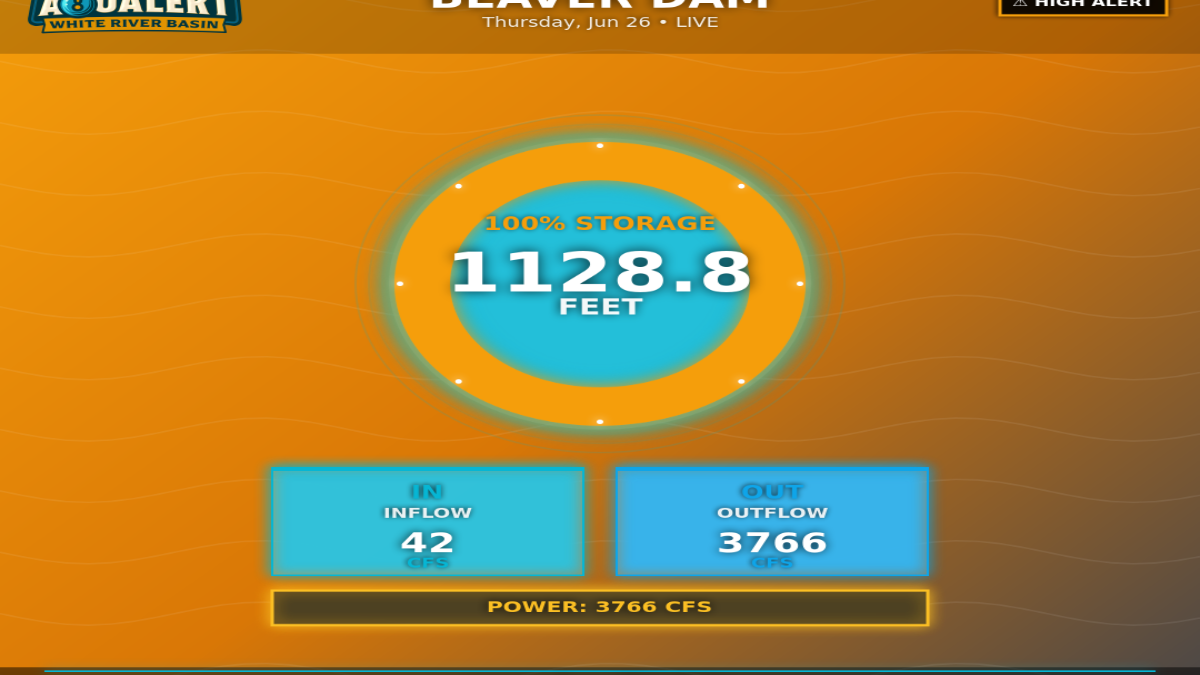 AQUALERT
WHITE RIVER BASIN
BEAVER DAM
Thursday, Jun 26 • LIVE
⚠ HIGH ALERT
100% STORAGE
1128.8
FEET
IN
INFLOW
42
CFS
OUT
OUTFLOW
3766
CFS
POWER: 3766 CFS